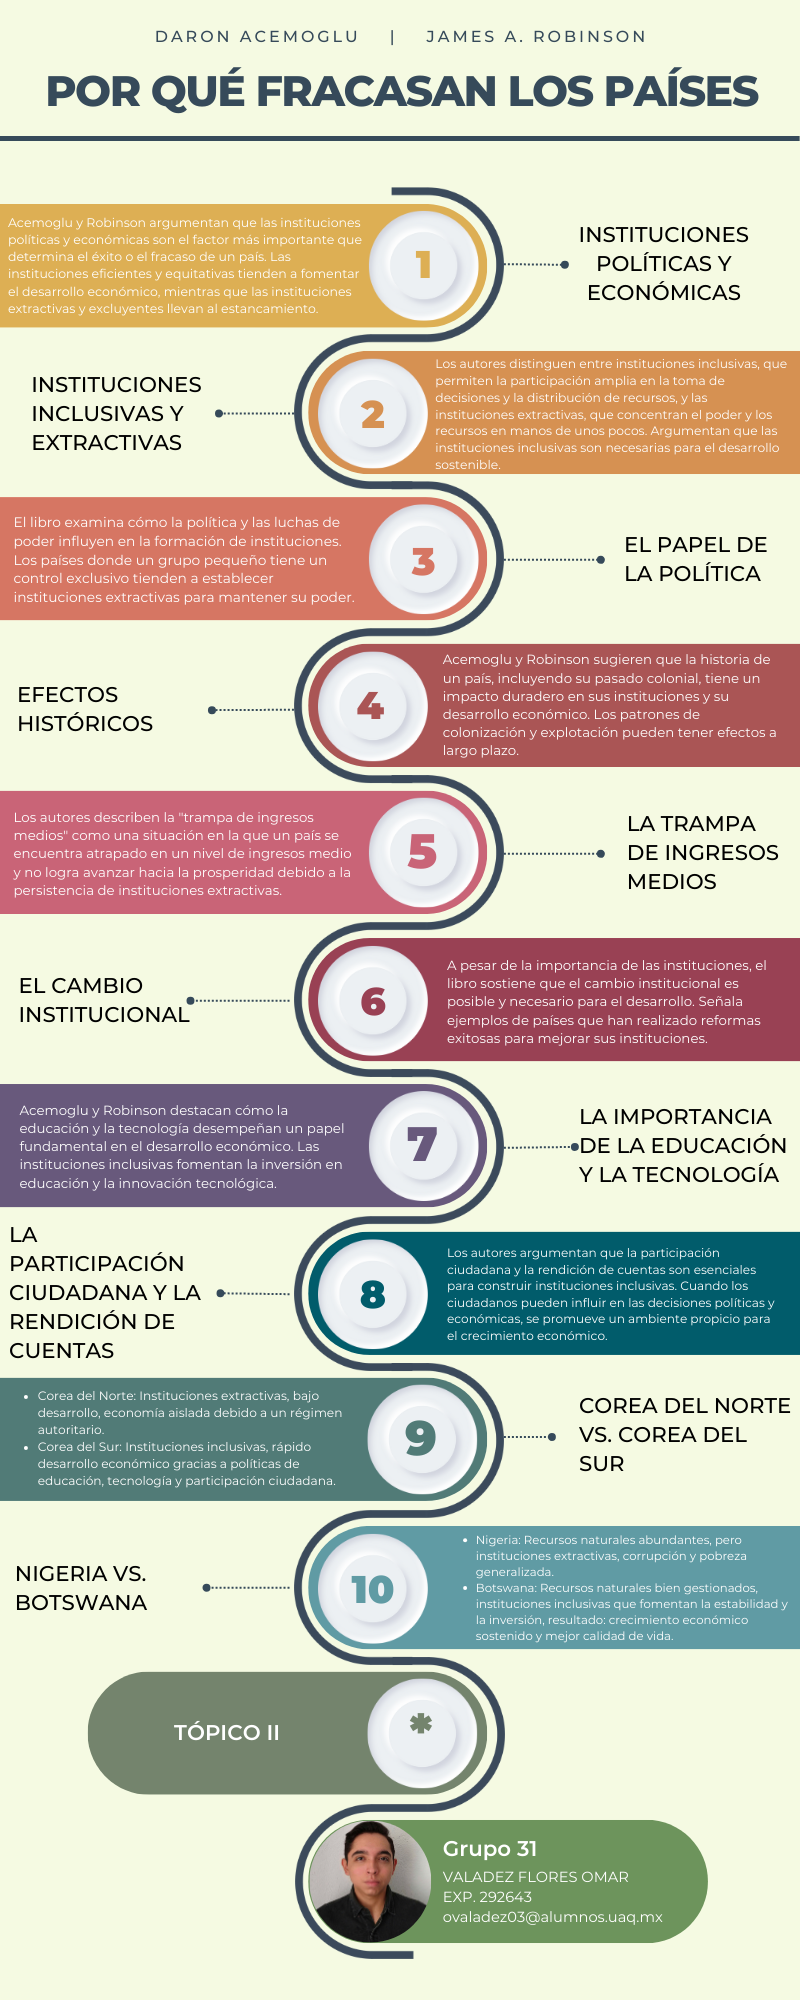 DARON ACEMOGLU | JAMES A. ROBINSON
POR QUÉ FRACASAN LOS PAÍSES
Acemoglu y Robinson argumentan que las instituciones
políticas y económicas son el factor más importante que
determina el éxito o el fracaso de un país. Las
instituciones eficientes y equitativas tienden a fomentar
el desarrollo económico, mientras que las instituciones
extractivas y excluyentes llevan al estancamiento.
1
INSTITUCIONES
POLÍTICAS Y
ECONÓMICAS
INSTITUCIONES
INCLUSIVAS Y
EXTRACTIVAS
2
Los autores distinguen entre instituciones inclusivas, que
permiten la participación amplia en la toma de
decisiones y la distribución de recursos, y las
instituciones extractivas, que concentran el poder y los
recursos en manos de unos pocos. Argumentan que las
instituciones inclusivas son necesarias para el desarrollo
sostenible.
El libro examina cómo la política y las luchas de
poder influyen en la formación de instituciones.
Los países donde un grupo pequeño tiene un
control exclusivo tienden a establecer
instituciones extractivas para mantener su poder.
3
EL PAPEL DE
LA POLÍTICA
EFECTOS
HISTÓRICOS
4
Acemoglu y Robinson sugieren que la historia de
un país, incluyendo su pasado colonial, tiene un
impacto duradero en sus instituciones y su
desarrollo económico. Los patrones de
colonización y explotación pueden tener efectos a
largo plazo.
Los autores describen la "trampa de ingresos
medios" como una situación en la que un país se
encuentra atrapado en un nivel de ingresos medio
y no logra avanzar hacia la prosperidad debido a la
persistencia de instituciones extractivas.
5
LA TRAMPA
DE INGRESOS
MEDIOS
EL CAMBIO
INSTITUCIONAL
6
A pesar de la importancia de las instituciones, el
libro sostiene que el cambio institucional es
posible y necesario para el desarrollo. Señala
ejemplos de países que han realizado reformas
exitosas para mejorar sus instituciones.
Acemoglu y Robinson destacan cómo la
educación y la tecnología desempeñan un papel
fundamental en el desarrollo económico. Las
instituciones inclusivas fomentan la inversión en
educación y la innovación tecnológica.
7
LA IMPORTANCIA
DE LA EDUCACIÓN
Y LA TECNOLOGÍA
LA
PARTICIPACIÓN
CIUDADANA Y LA
RENDICIÓN DE
CUENTAS
8
Los autores argumentan que la participación
ciudadana y la rendición de cuentas son esenciales
para construir instituciones inclusivas. Cuando los
ciudadanos pueden influir en las decisiones políticas y
económicas, se promueve un ambiente propicio para
el crecimiento económico.
• Corea del Norte: Instituciones extractivas, bajo
desarrollo, economía aislada debido a un régimen
autoritario.
• Corea del Sur: Instituciones inclusivas, rápido
desarrollo económico gracias a políticas de
educación, tecnología y participación ciudadana.
9
COREA DEL NORTE
VS. COREA DEL
SUR
NIGERIA VS.
BOTSWANA
10
• Nigeria: Recursos naturales abundantes, pero
instituciones extractivas, corrupción y pobreza
generalizada.
• Botswana: Recursos naturales bien gestionados,
instituciones inclusivas que fomentan la estabilidad y
la inversión, resultado: crecimiento económico
sostenido y mejor calidad de vida.
TÓPICO II
*
Grupo 31
VALADEZ FLORES OMAR
EXP. 292643
ovaladez03@alumnos.uaq.mx